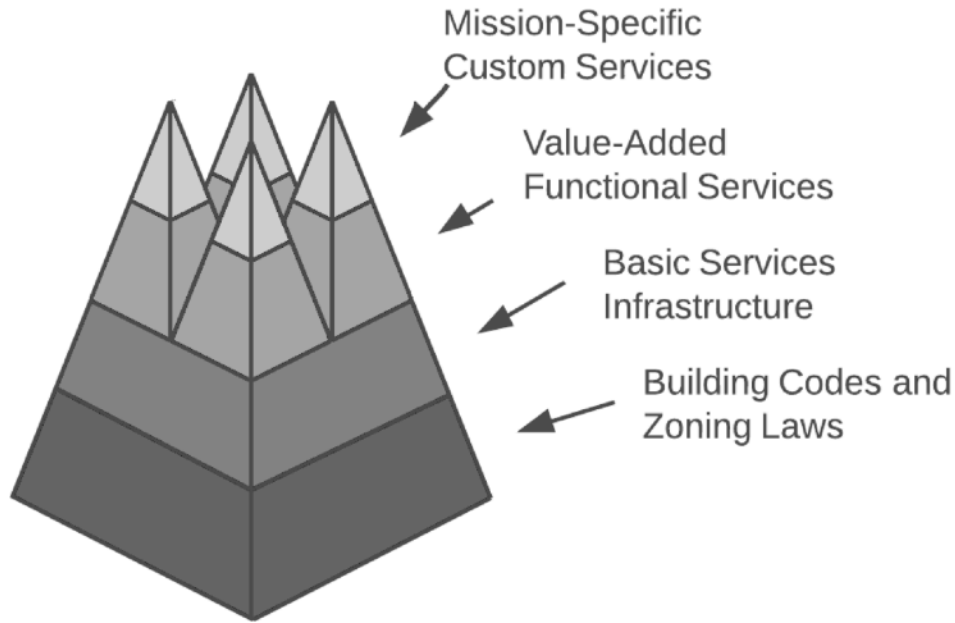 Mission-Specific
Custom Services
Value-Added
Functional Services
Basic Services
Infrastructure
Building Codes and
Zoning Laws